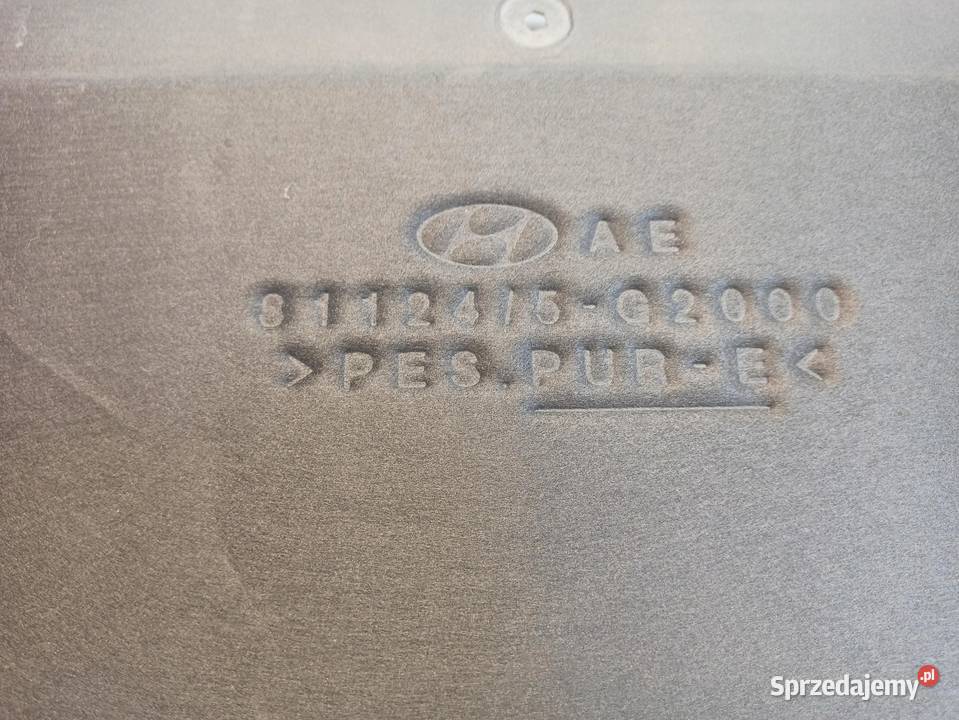 AE
81124/5-G2000
>PES.PUR-E<
Sprzedajemy.pl